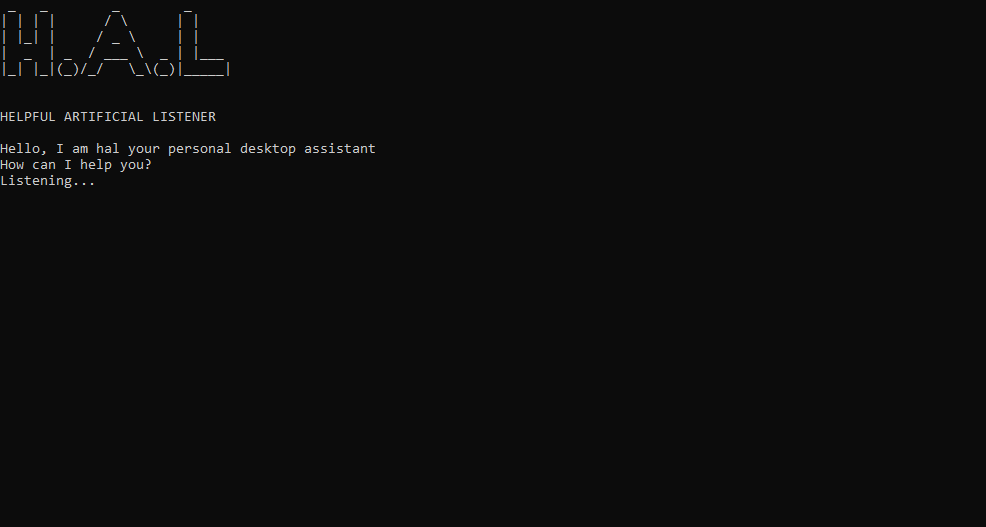 H.A.L
HELPFUL ARTIFICIAL LISTENER
Hello, I am hal your personal desktop assistant
How can I help you?
Listening...